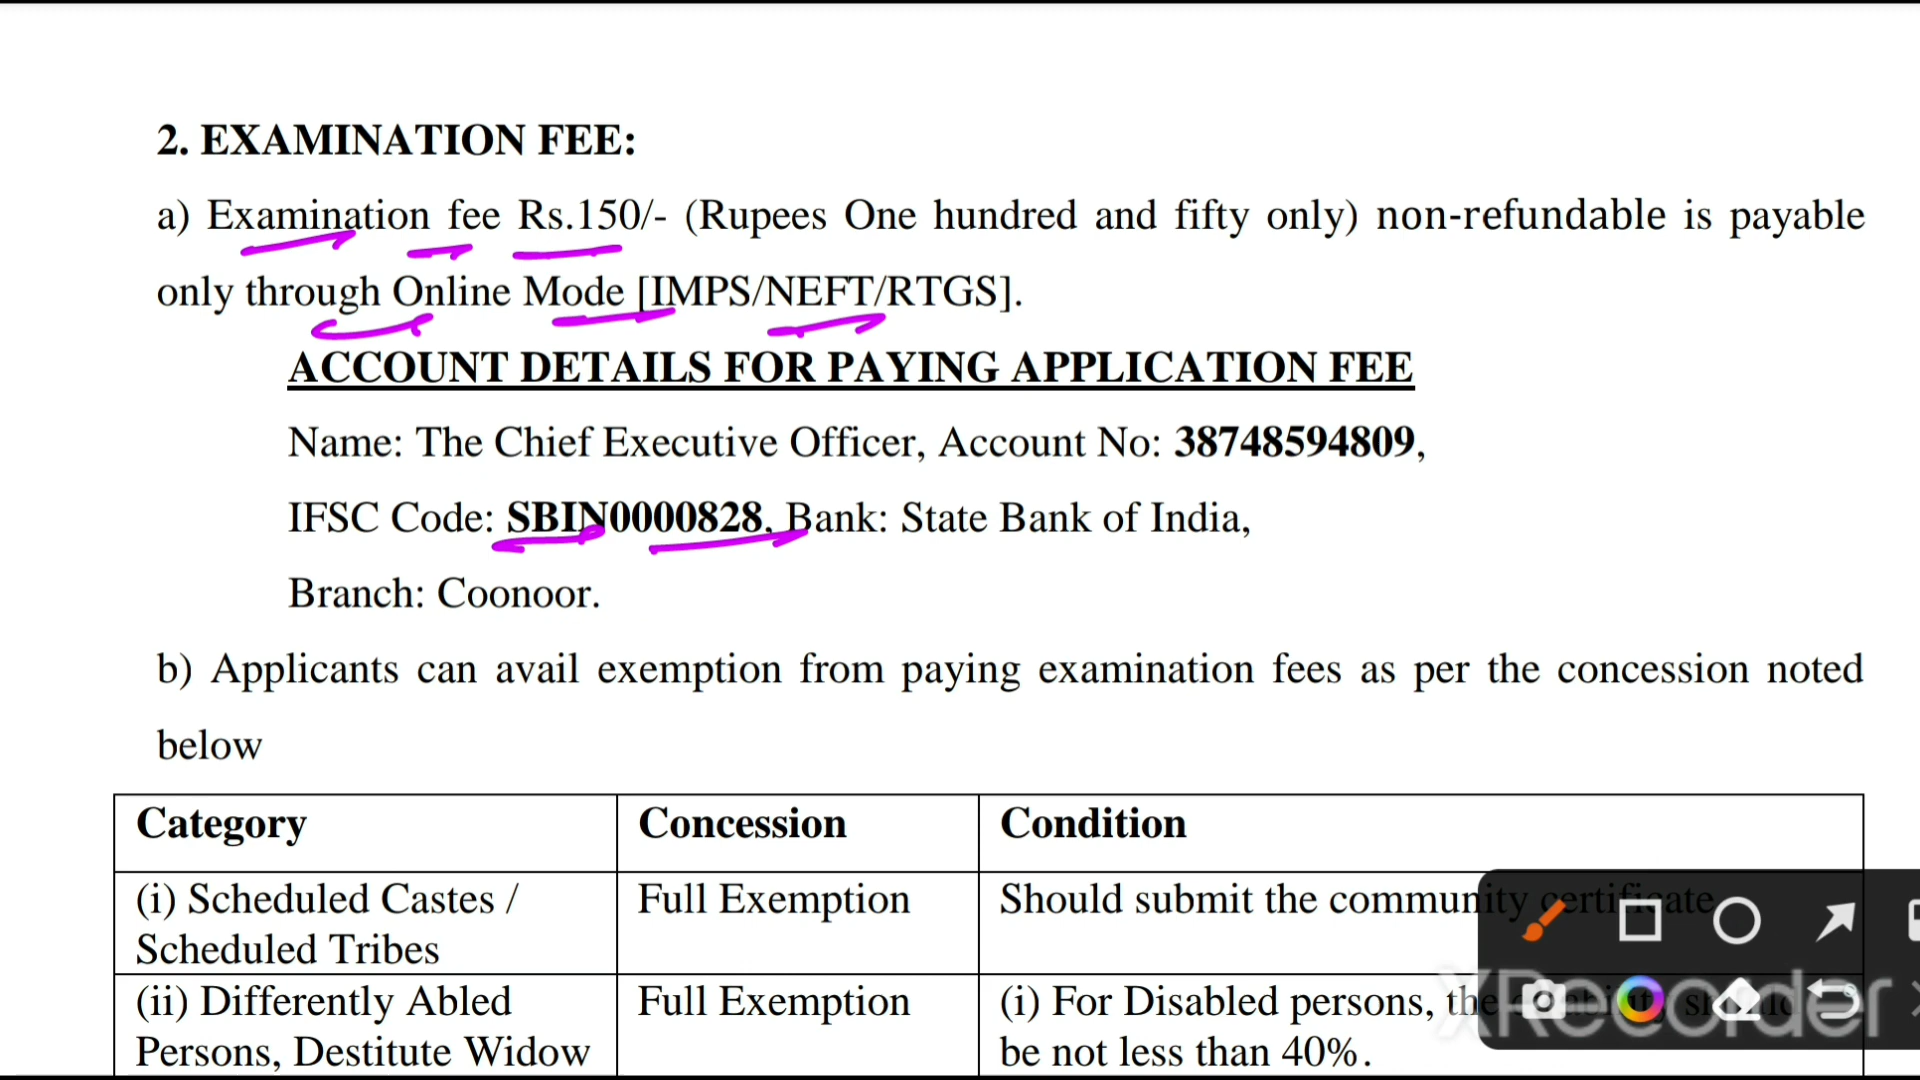 2. EXAMINATION FEE:
a) Examination fee Rs.150/- (Rupees One hundred and fifty only) non-refundable is payable
only through Online Mode [IMPS/NEFT/RTGS].
ACCOUNT DETAILS FOR PAYING APPLICATION FEE
Name: The Chief Executive Officer, Account No: 38748594809,
IFSC Code: SBIN0000828, Bank: State Bank of India,
Branch: Coonoor.
b) Applicants can avail exemption from paying examination fees as per the concession noted
below
Category Concession Condition
(i) Scheduled Castes / Full Exemption Should submit the community certificate
Scheduled Tribes
(ii) Differently Abled Full Exemption (i) For Disabled persons, the
Persons, Destitute Widow be not less than 40%.
XRecorder